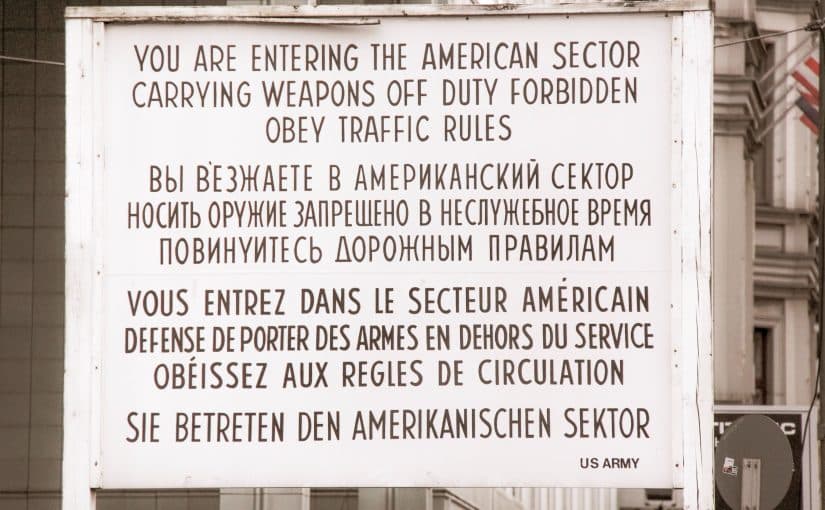 YOU ARE ENTERING THE AMERICAN SECTOR
CARRYING WEAPONS OFF DUTY FORBIDDEN
OBEY TRAFFIC RULES
ВЫ В'ЕЗЖАЕТЕ В АМЕРИКАНСКИЙ СЕКТОР
НОСИТЬ ОРУЖИЕ ЗАПРЕЩЕНО В НЕСЛУЖЕБНОЕ ВРЕМЯ
ПОВИНУИТЕСЬ ДОРОЖНЫМ ПРАВИЛАМ
VOUS ENTREZ DANS LE SECTEUR AMÉRICAIN
DEFENSE DE PORTER DES ARMES EN DEHORS DU SERVICE
OBÉISSEZ AUX REGLES DE CIRCULATION
SIE BETRETEN DEN AMERIKANISCHEN SEKTOR
US ARMY